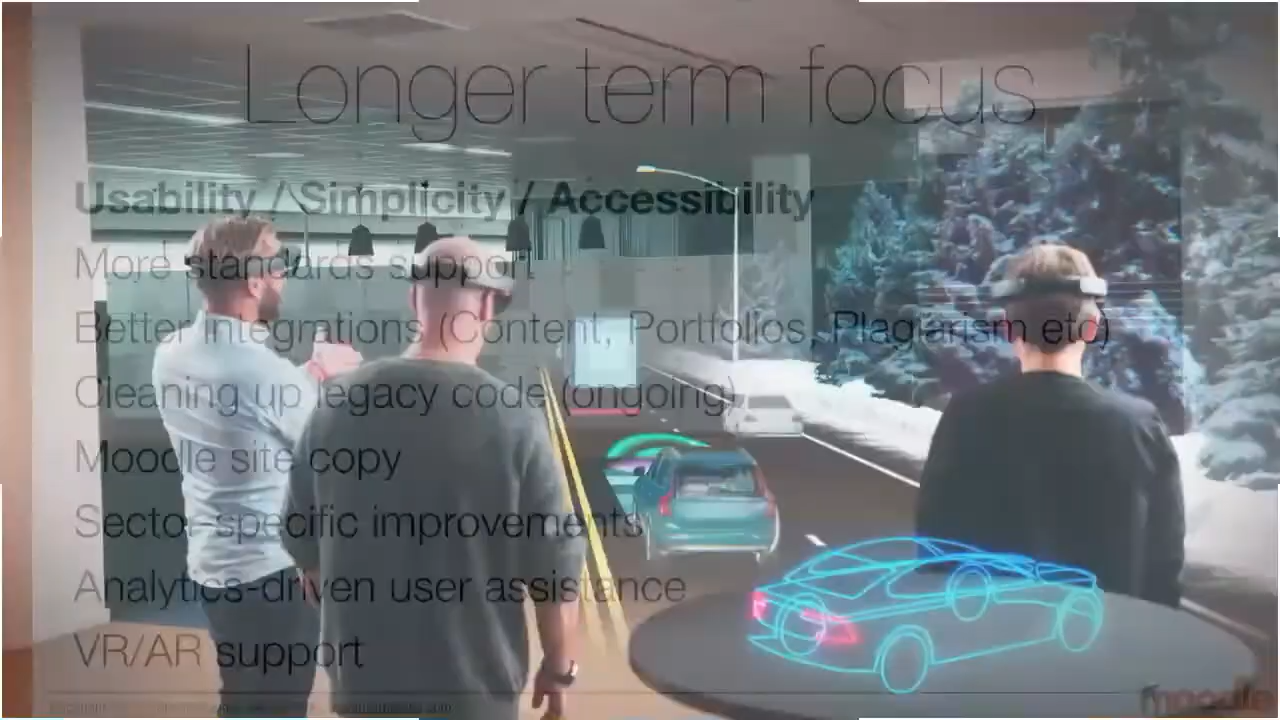 Longer term focus
Usability / Simplicity / Accessibility
More standards support
Better integrations (Content, Portfolios, Plagiarism etc)
Cleaning up legacy code (ongoing)
Moodle site copy
Sector-specific improvements
Analytics-driven user assistance
VR/AR support
moodle